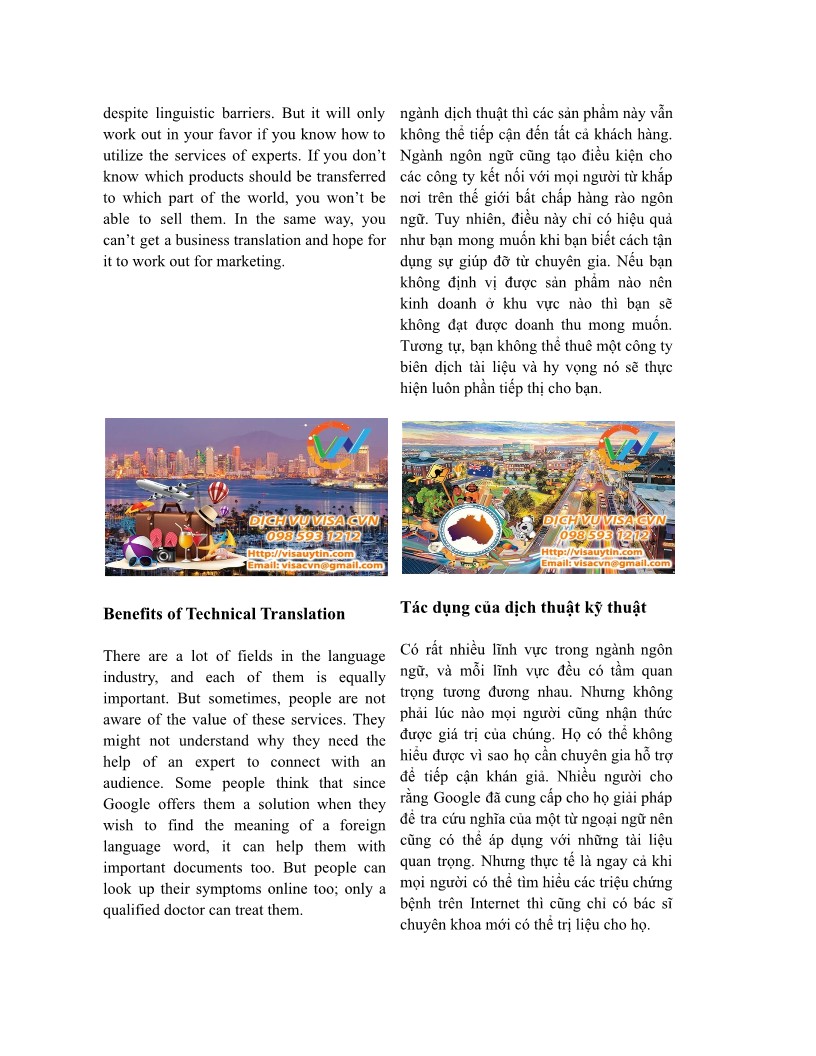 despite linguistic barriers. But it will only
work out in your favor if you know how to
utilize the services of experts. If you don’t
know which products should be transferred
to which part of the world, you won’t be
able to sell them. In the same way, you
can’t get a business translation and hope for
it to work out for marketing.
ngành dịch thuật thì các sản phẩm này vẫn
không thể tiếp cận đến tất cả khách hàng.
Ngành ngôn ngữ cũng tạo điều kiện cho
các công ty kết nối với mọi người từ khắp
nơi trên thế giới bất chấp hàng rào ngôn
ngữ. Tuy nhiên, điều này chỉ có hiệu quả
như bạn mong muốn khi bạn biết cách tận
dụng sự giúp đỡ từ chuyên gia. Nếu bạn
không định vị được sản phẩm nào nên
kinh doanh ở khu vực nào thì bạn sẽ
không đạt được doanh thu mong muốn.
Tương tự, bạn không thể thuê một công ty
biên dịch tài liệu và hy vọng nó sẽ thực
hiện luôn phần tiếp thị cho bạn.
DỊCH VỤ VISA CVN
098 593 1212
Http://visauytin.com
Email: visacvn@gmail.com
DỊCH VỤ VISA CVN
098 593 1212
Http://visauytin.com
Email: visacvn@gmail.com
Benefits of Technical Translation
There are a lot of fields in the language
industry, and each of them is equally
important. But sometimes, people are not
aware of the value of these services. They
might not understand why they need the
help of an expert to connect with an
audience. Some people think that since
Google offers them a solution when they
wish to find the meaning of a foreign
language word, it can help them with
important documents too. But people can
look up their symptoms online too; only a
qualified doctor can treat them.
Tác dụng của dịch thuật kỹ thuật
Có rất nhiều lĩnh vực trong ngành ngôn
ngữ, và mỗi lĩnh vực đều có tầm quan
trọng tương đương nhau. Nhưng không
phải lúc nào mọi người cũng nhận thức
được giá trị của chúng. Họ có thể không
hiểu được vì sao họ cần chuyên gia hỗ trợ
để tiếp cận khán giả. Nhiều người cho
rằng Google đã cung cấp cho họ giải pháp
để tra cứu nghĩa của một từ ngoại ngữ nên
cũng có thể áp dụng với những tài liệu
quan trọng. Nhưng thực tế là ngay cả khi
mọi người có thể tìm hiểu các triệu chứng
bệnh trên Internet thì cũng chỉ có bác sĩ
chuyên khoa mới có thể trị liệu cho họ.